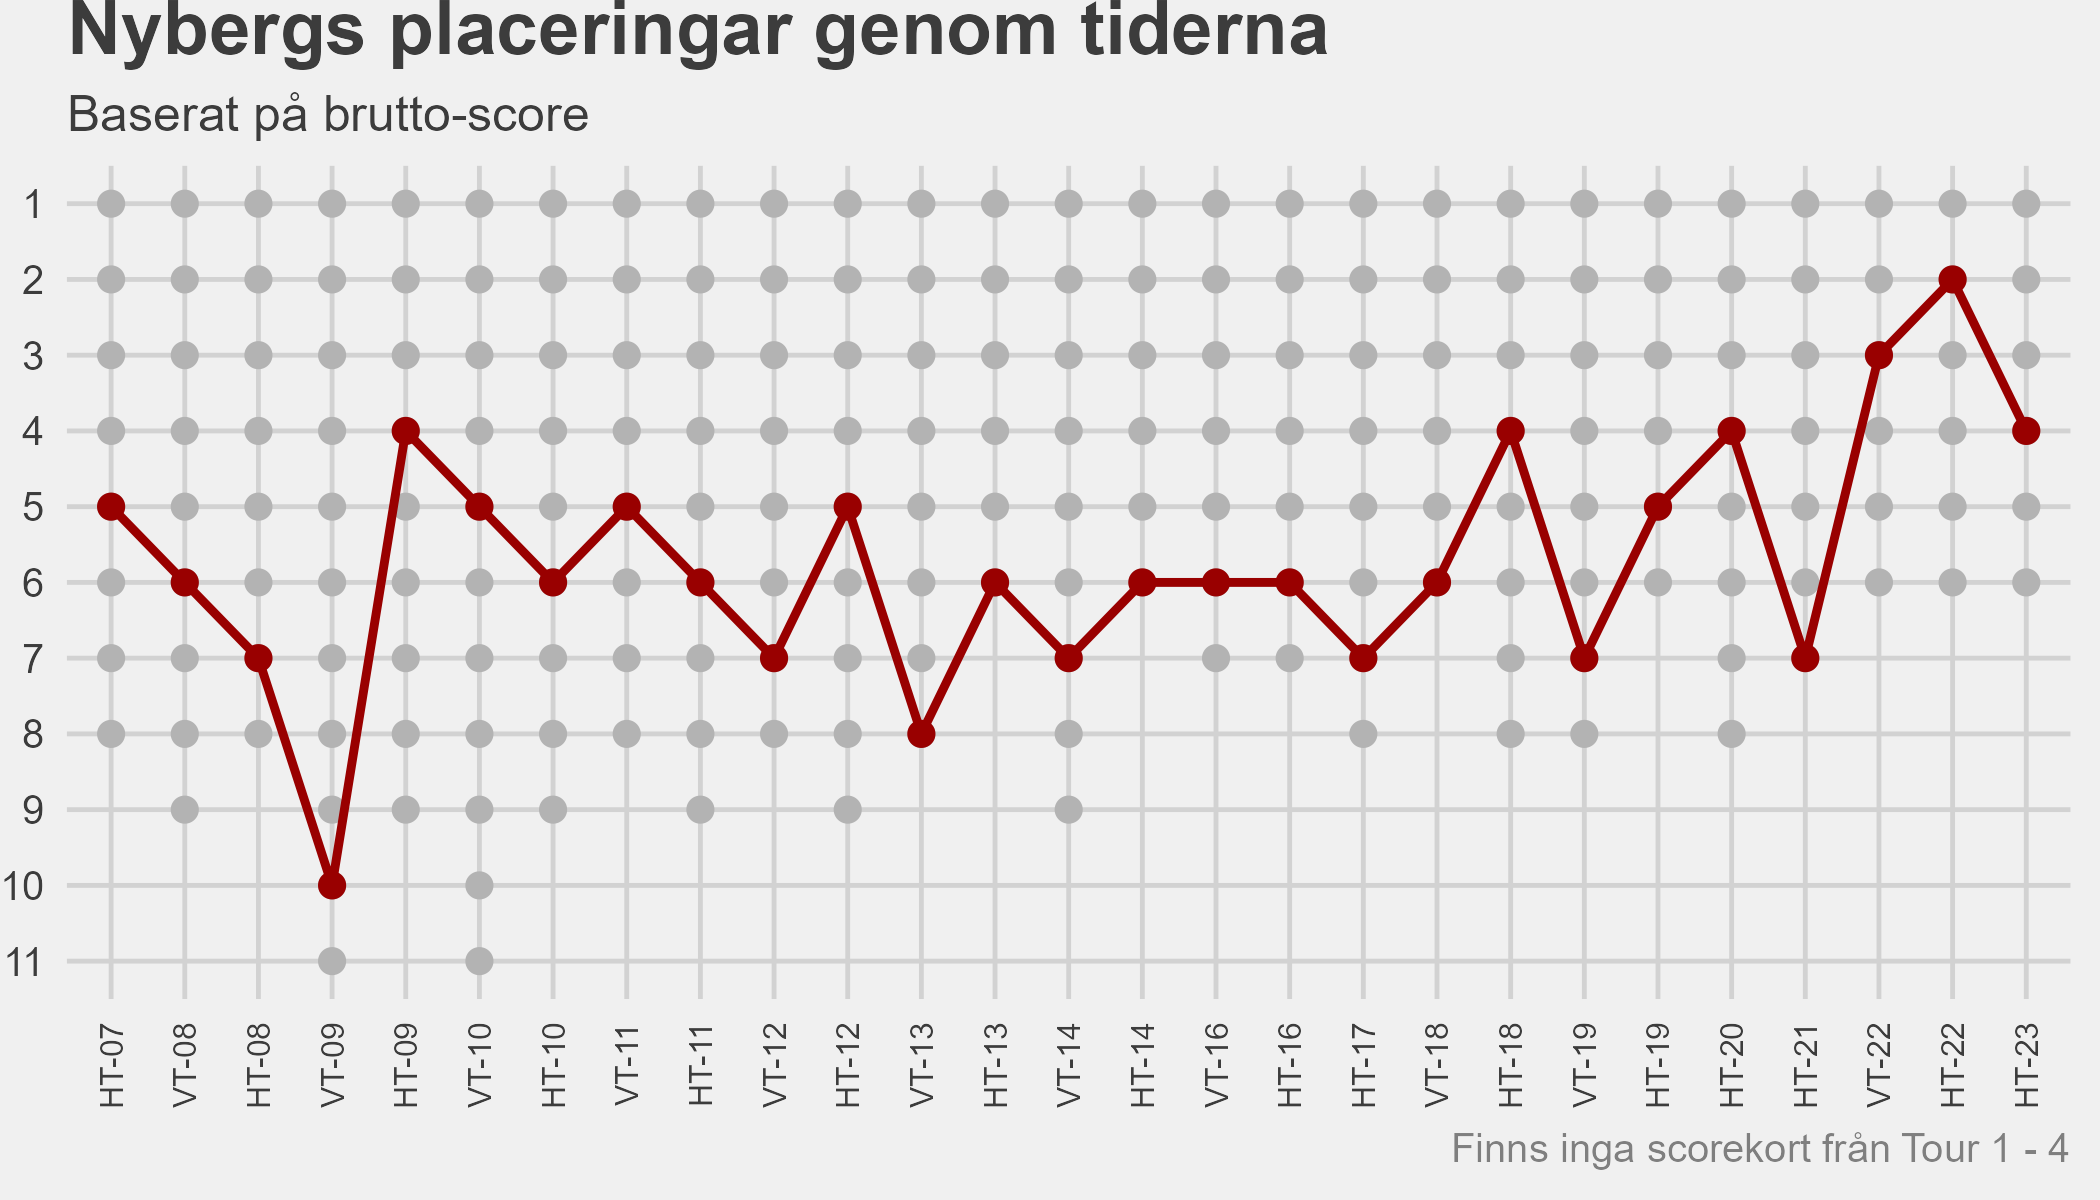 Nybergs placeringar genom tiderna
Baserat på brutto-score
1
2
3
4
5
6
7
8
9
10
11
HT-07
VT-08
HT-08
VT-09
HT-09
VT-10
HT-10
VT-11
HT-11
VT-12
HT-12
VT-13
HT-13
VT-14
HT-14
VT-16
HT-16
HT-17
VT-18
HT-18
VT-19
HT-19
HT-20
HT-21
VT-22
HT-22
HT-23
Finns inga scorekort från Tour 1 - 4